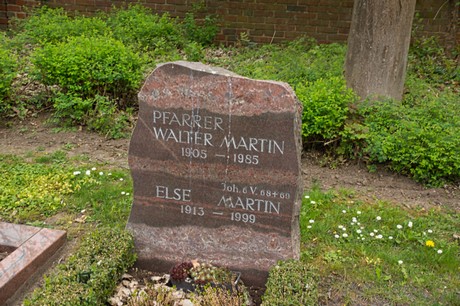 PFARRER
WALTER MARTIN
1905 - 1985
Joh. 6 V. 68+69
ELSE MARTIN
1913 - 1999